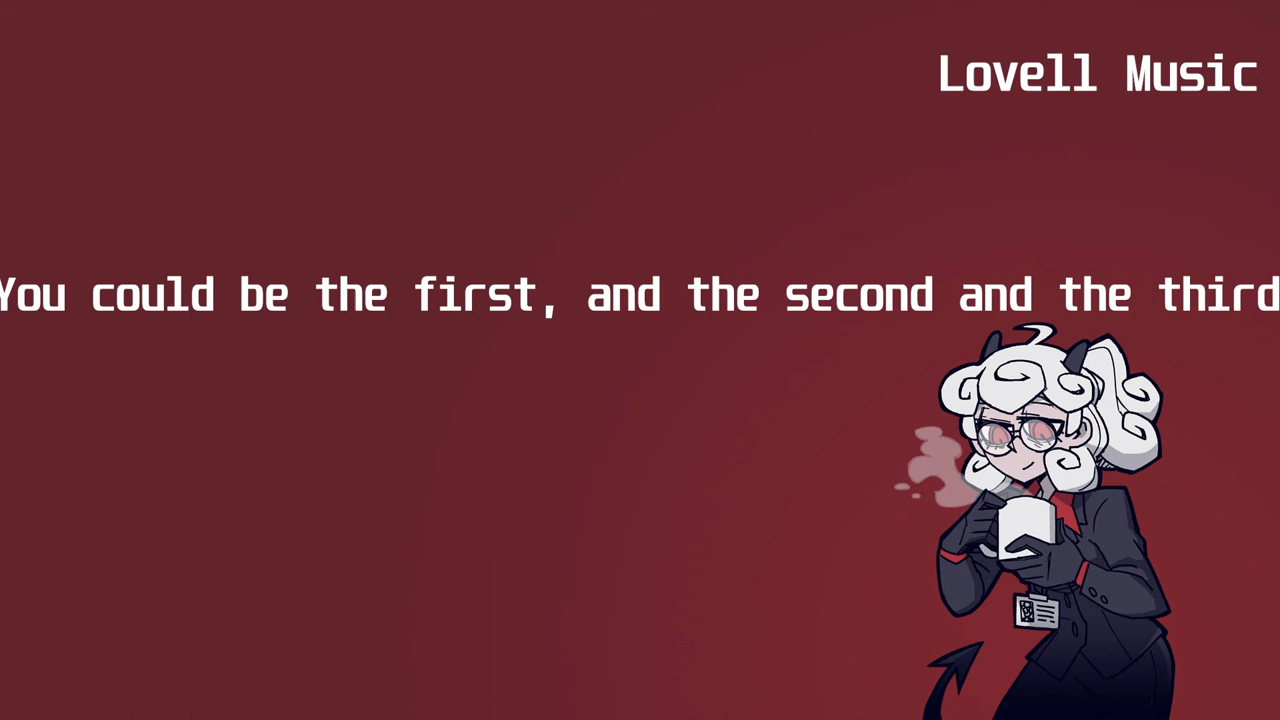 Lovell Music
You could be the first, and the second and the third